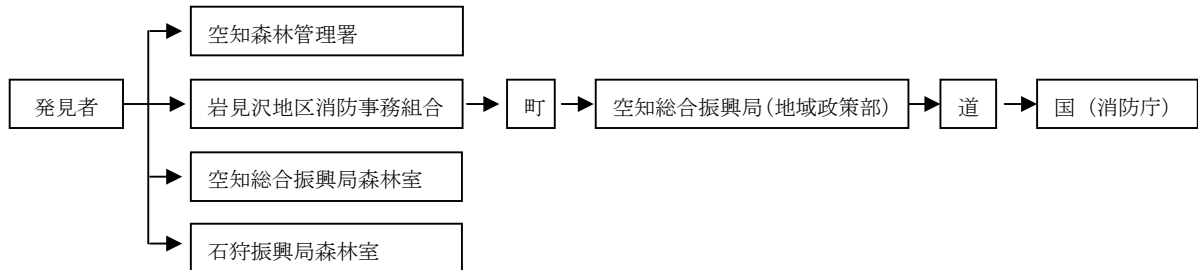 空知森林管理署
発見者
岩見沢地区消防事務組合
町
空知総合振興局(地域政策部)
道
国（消防庁）
空知総合振興局森林室
石狩振興局森林室